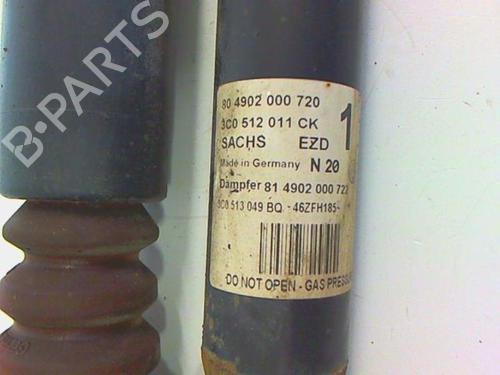 80 4902 000 720
3C0 512 011 CK
SACHS EZD 1
Made in Germany N 20
Dämpfer 81 4902 000 722
3C0 513 049 BQ - 46ZFH185-
DO NOT OPEN - GAS PRESSU
B-PARTS